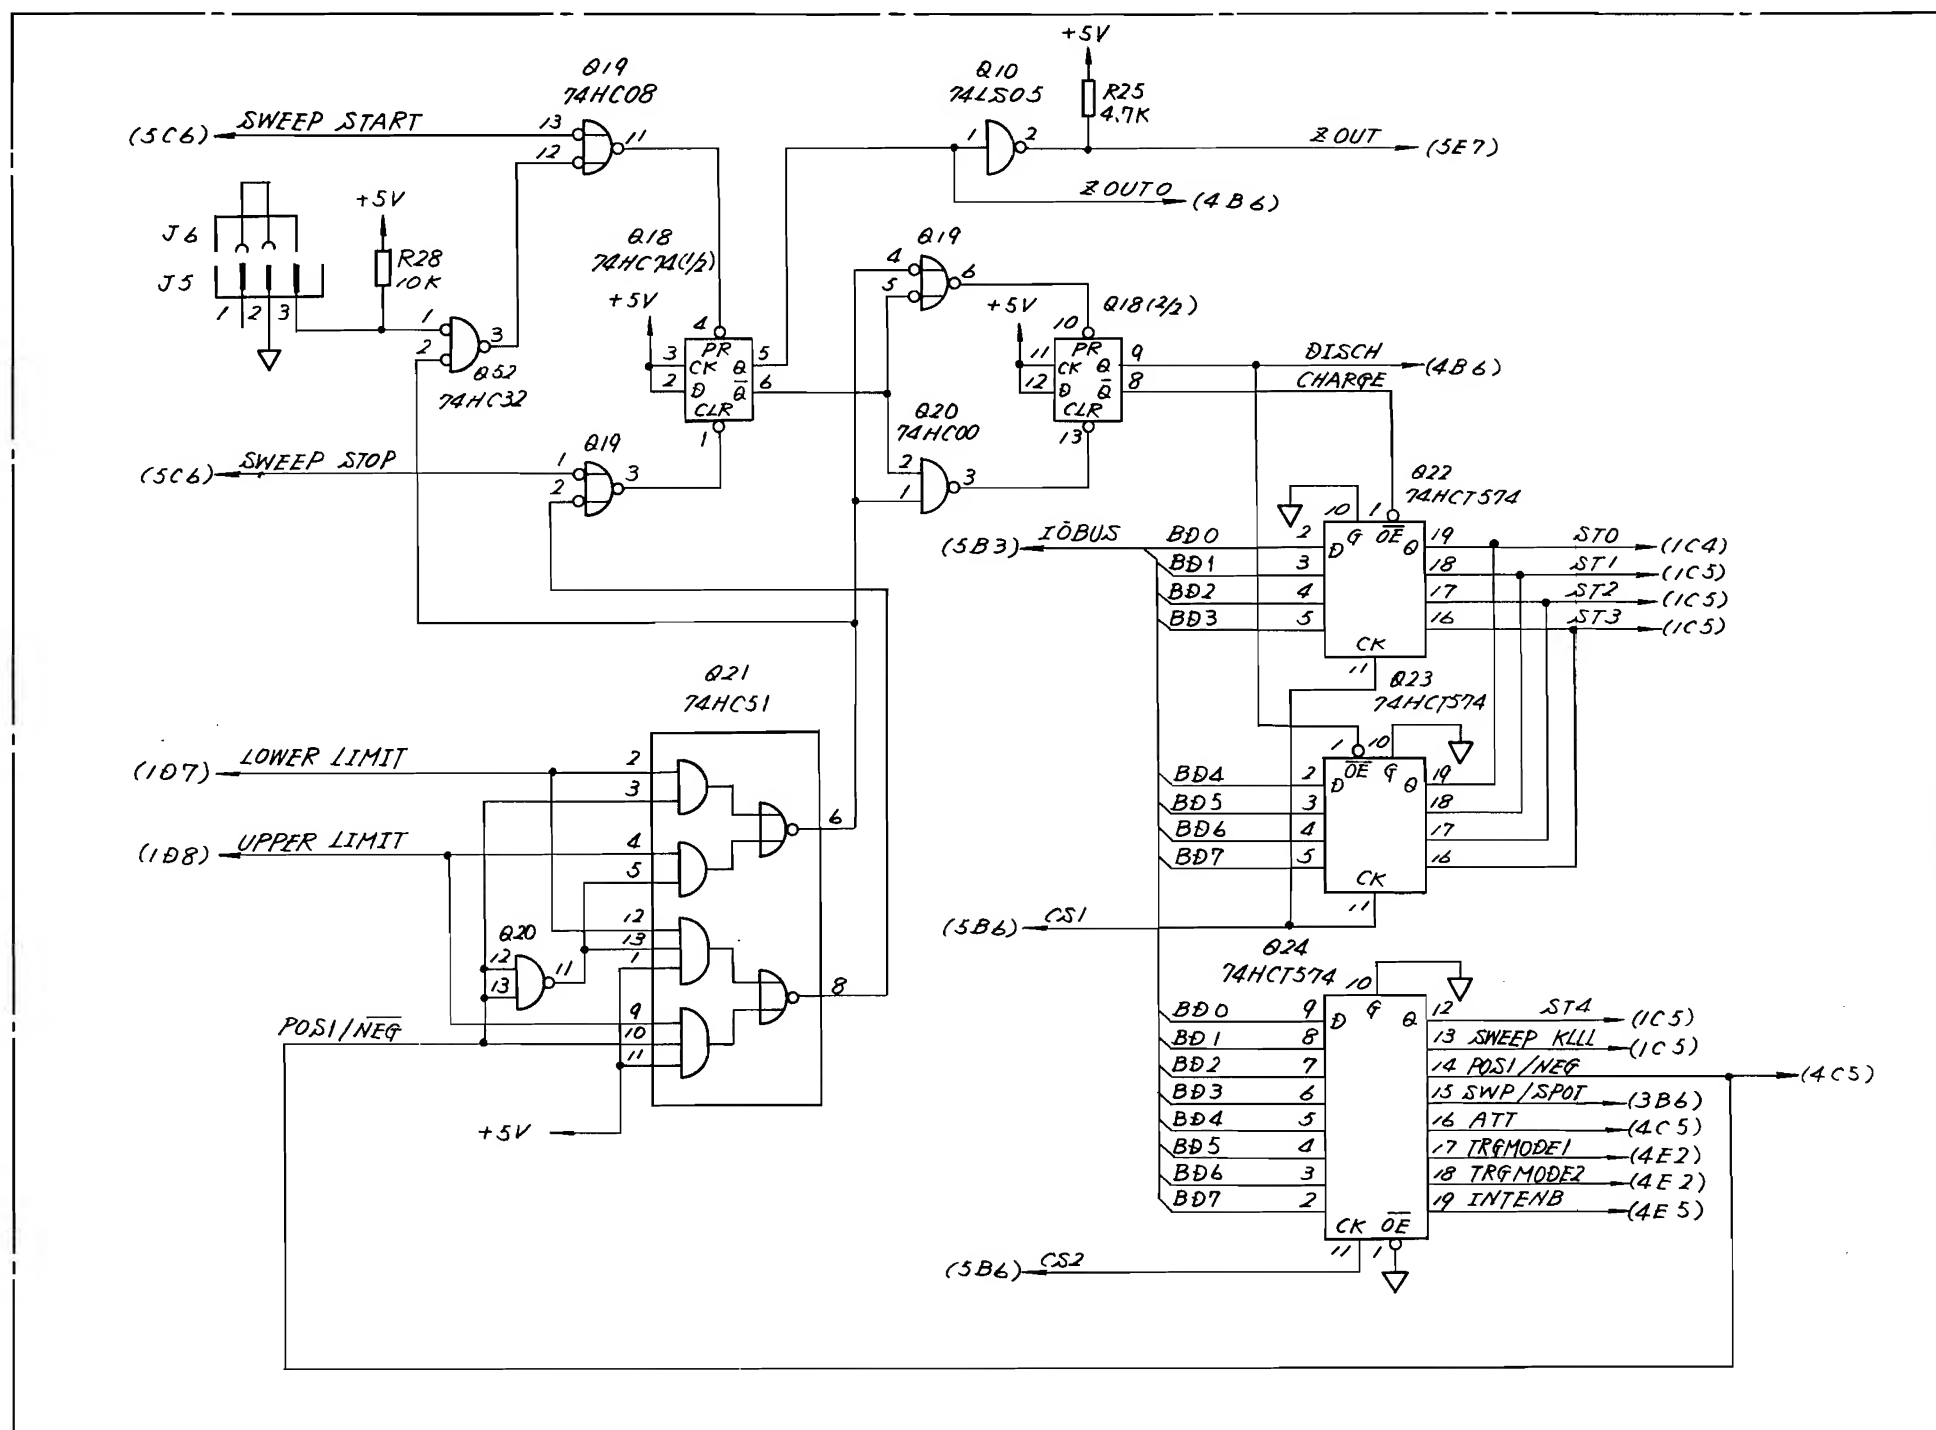 +5V
Q19
74HC08
Q10
74LS05
R25
4.7K
(5C6) SWEEP START 13 11
12
1 2 ZOUT (5E7)
ZOUT0 (4B6)
J6
J5
1 2 3
+5V
R28
10K
1
2
3
Q52
74HC32
Q18
74HC74(1/2)
+5V
4
PR
3 CK Q 5
2 D Q̅ 6
CLR
1
Q19
4
5
6
+5V
Q18(2/2)
10
PR
11 CK Q 9
12 D Q̅ 8
CLR
13
DISCH (4B6)
CHARGE
Q20
74HC00
2
1
3
(5C6) SWEEP STOP
Q19
1
2
3
Q22
74HCT574
10 1
G O̅E̅
(5B3) IOBUS
BD0 2 D Q 19 ST0 (1C4)
BD1 3 18 ST1 (1C5)
BD2 4 17 ST2 (1C5)
BD3 5 16 ST3 (1C5)
CK
11
Q21
74HC51
(1D7) LOWER LIMIT 2
3
6
(1D8) UPPER LIMIT 4
5
12
13
1
8
9
10
11
Q20
12
13
11
POSI/N̅E̅G̅
+5V
Q23
74HCT574
1 10
O̅E̅ G
BD4 2 D Q 19
BD5 3 18
BD6 4 17
BD7 5 16
CK
11
(5B6) CS1
Q24
74HCT574
10
G
BD0 9 D Q 12 ST4 (1C5)
BD1 8 13 SWEEP KLLL (1C5)
BD2 7 14 POSI/NEG (4C5)
BD3 6 15 SWP/SPOT (3B6)
BD4 5 16 ATT (4C5)
BD5 4 17 TRGMODE1 (4E2)
BD6 3 18 TRGMODE2 (4E2)
BD7 2 19 INTENB (4E5)
CK O̅E̅
11 1
(5B6) CS2